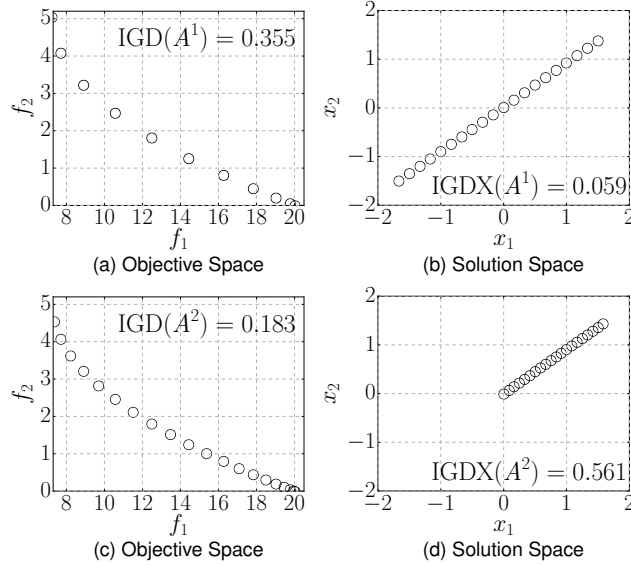 5
4
3
2
1
0
f₂
IGD(A¹) = 0.355
8 10 12 14 16 18 20
f₁
(a) Objective Space
2
1
0
−1
−2
x₂
IGDX(A¹) = 0.059
−2 −1 0 1 2
x₁
(b) Solution Space
5
4
3
2
1
0
f₂
IGD(A²) = 0.183
8 10 12 14 16 18 20
f₁
(c) Objective Space
2
1
0
−1
−2
x₂
IGDX(A²) = 0.561
−2 −1 0 1 2
x₁
(d) Solution Space